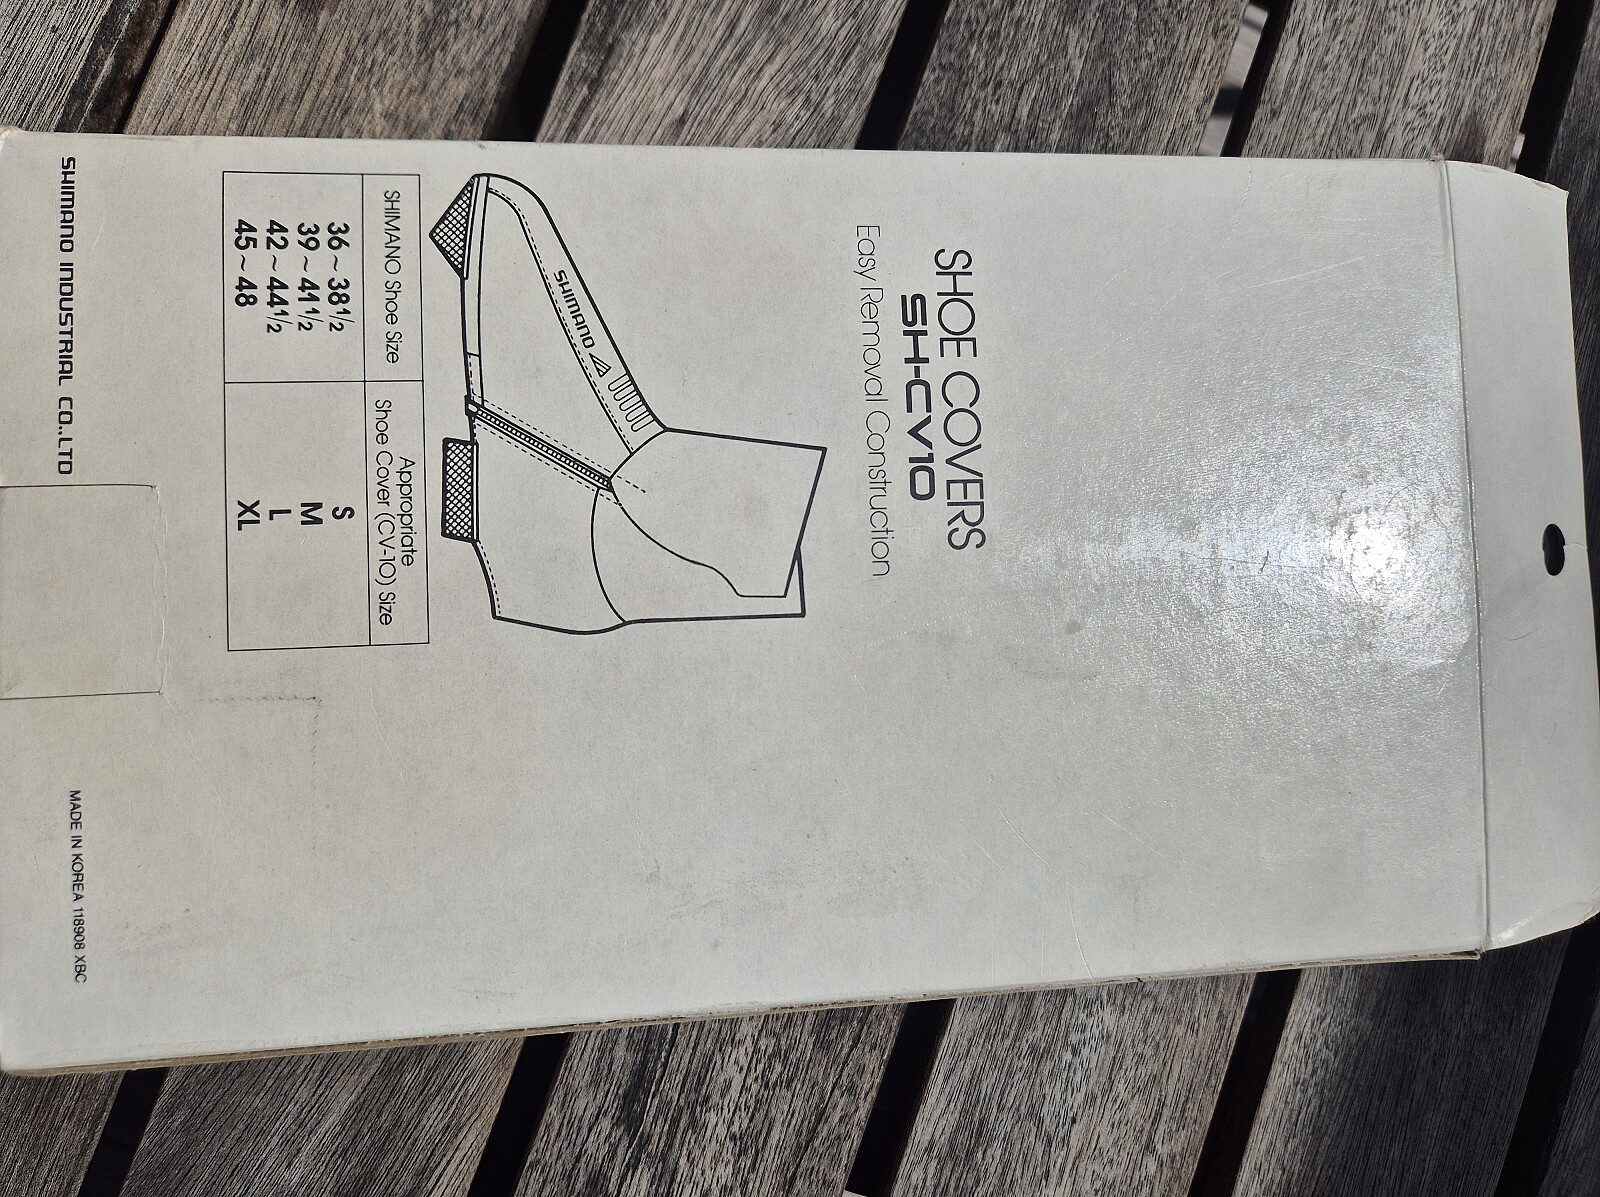 SHOE COVERS
SH-CV10
Easy Removal Construction
SHIMANO
SHIMANO Shoe Size
Appropriate
Shoe Cover (CV-10) Size
36~38½ S
39~41½ M
42~44½ L
45~48 XL
SHIMANO INDUSTRIAL CO.,LTD
MADE IN KOREA 118908 XBC